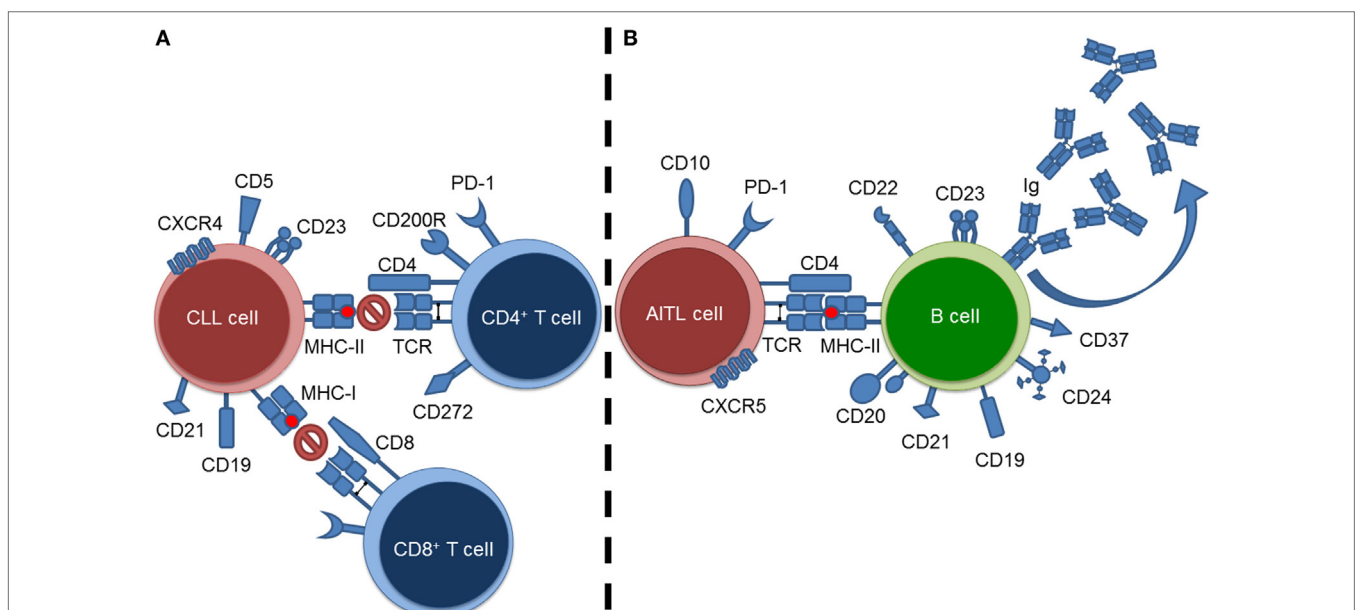 A
B
CD5
CXCR4
CD23
CD200R
PD-1
CD4
CLL cell
CD4⁺ T cell
MHC-II
TCR
MHC-I
CD272
CD21
CD19
CD8
CD8⁺ T cell
CD10
PD-1
CD22
CD23
Ig
CD4
AITL cell
B cell
TCR
MHC-II
CD37
CD24
CXCR5
CD20
CD21
CD19